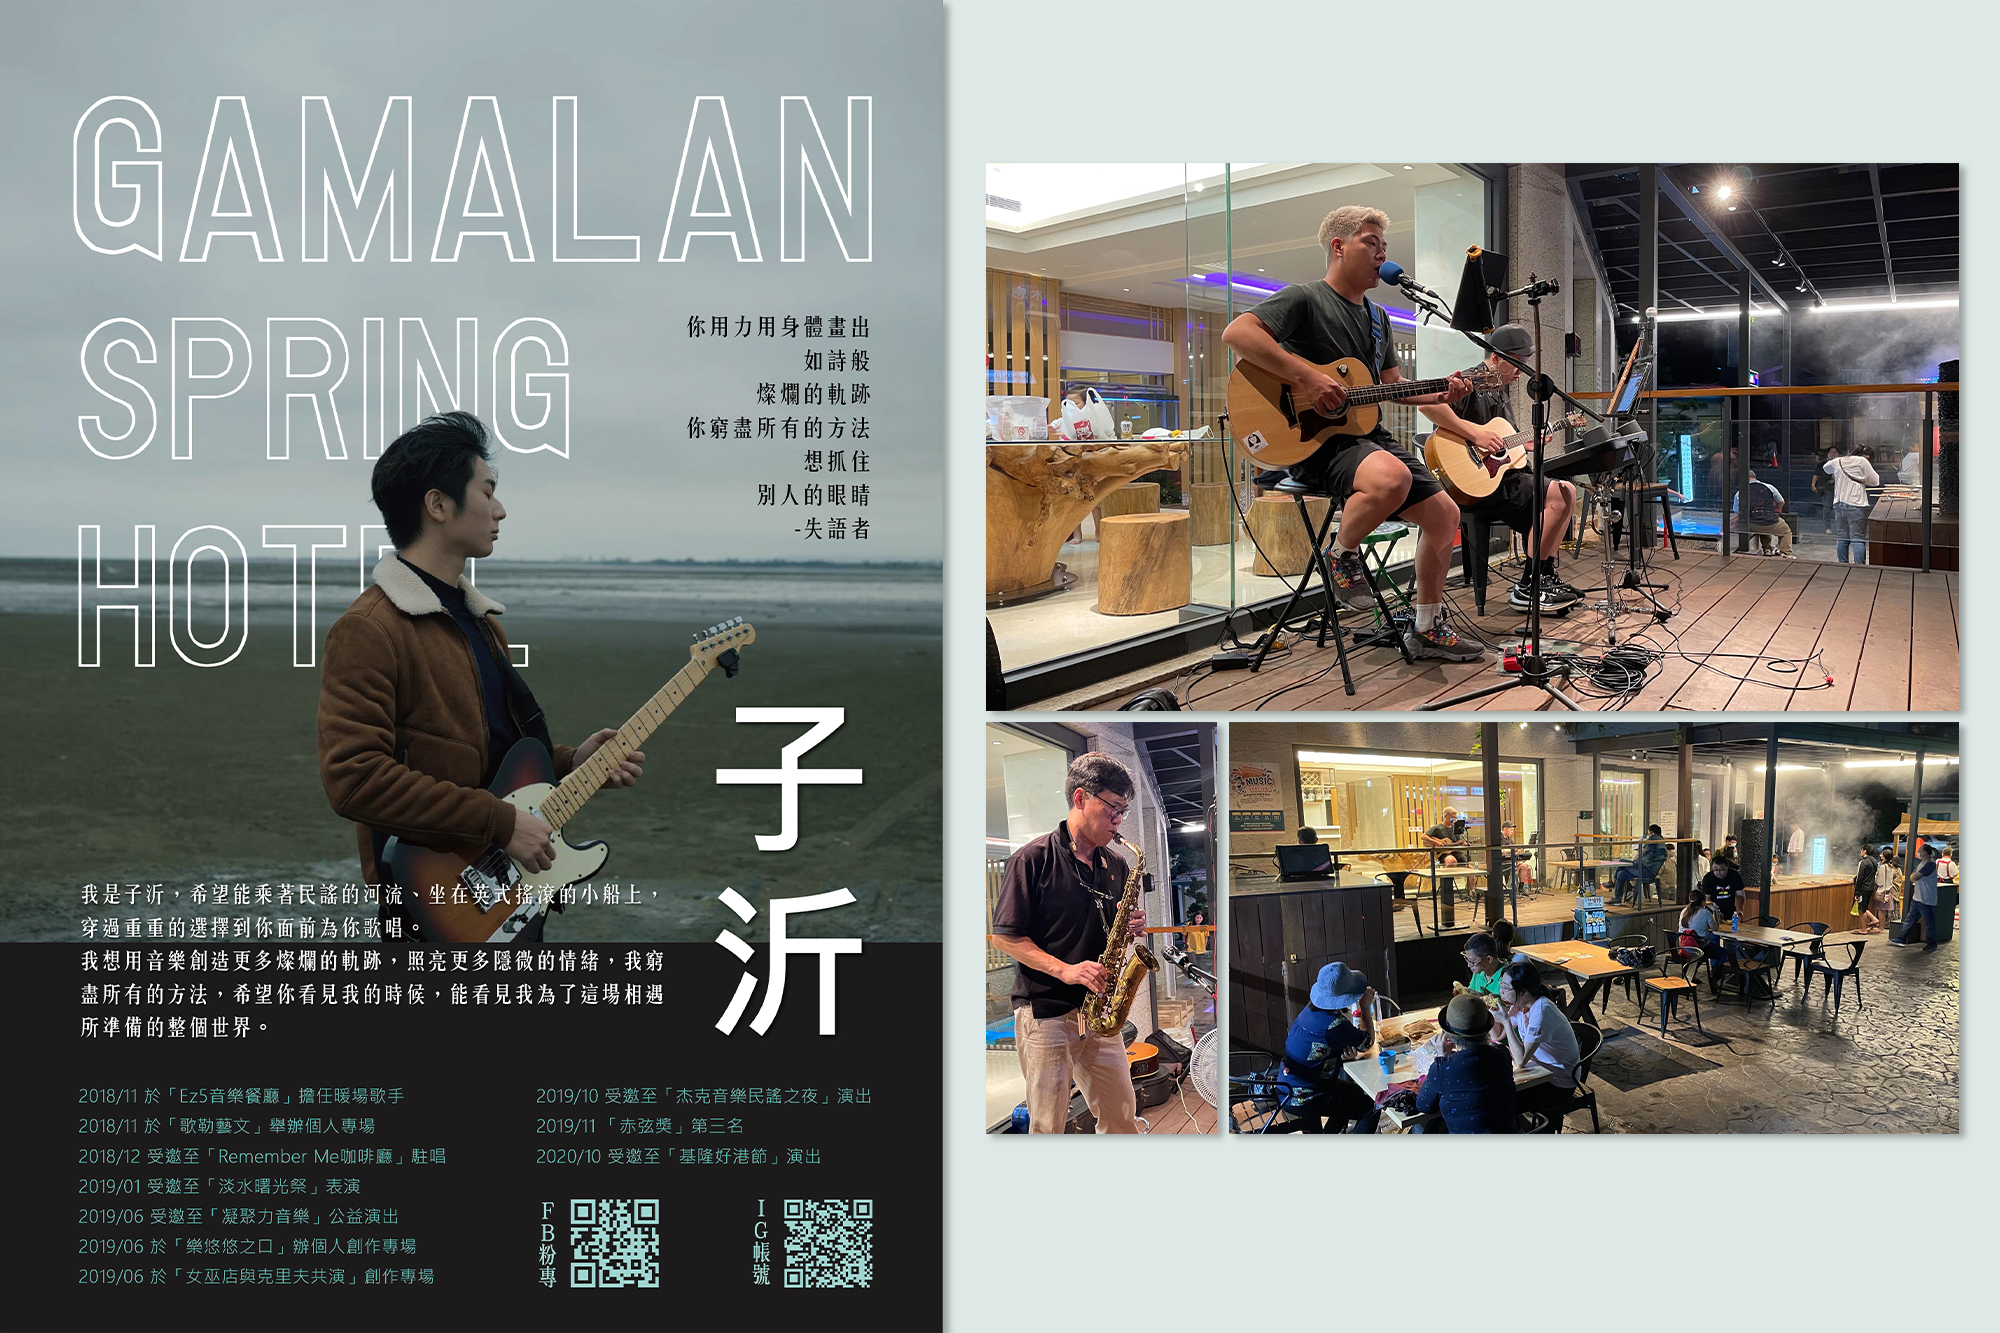 GAMALAN
SPRING
HOTEL
你用力用身體畫出
如詩般
燦爛的軌跡
你窮盡所有的方法
想抓住
別人的眼睛
-失語者
子沂
我是子沂，希望能乘著民謠的河流、坐在英式搖滾的小船上，
穿過重重的選擇到你面前為你歌唱。
我想用音樂創造更多燦爛的軌跡，照亮更多隱微的情緒，我窮
盡所有的方法，希望你看見我的時候，能看見我為了這場相遇
所準備的整個世界。
2018/11 於「Ez5音樂餐廳」擔任暖場歌手
2018/11 於「歌勒藝文」舉辦個人專場
2018/12 受邀至「Remember Me咖啡廳」駐唱
2019/01 受邀至「淡水曙光祭」表演
2019/06 受邀至「凝聚力音樂」公益演出
2019/06 於「樂悠悠之口」辦個人創作專場
2019/06 於「女巫店與克里夫共演」創作專場
2019/10 受邀至「杰克音樂民謠之夜」演出
2019/11 「赤弦獎」第三名
2020/10 受邀至「基隆好港節」演出
FB粉專
IG帳號
MUSIC